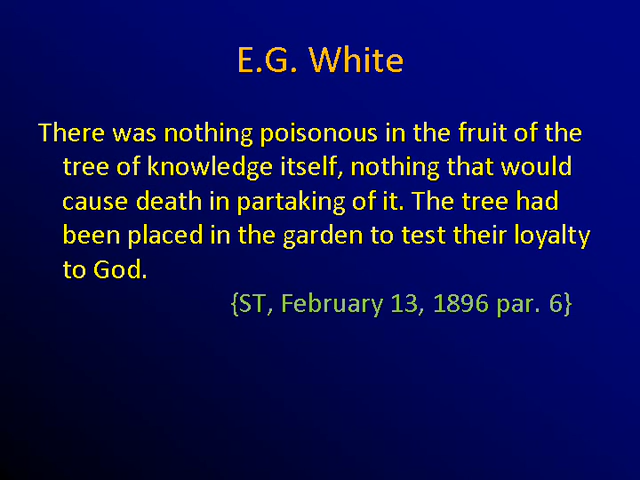 E.G. White
There was nothing poisonous in the fruit of the
tree of knowledge itself, nothing that would
cause death in partaking of it. The tree had
been placed in the garden to test their loyalty
to God.
{ST, February 13, 1896 par. 6}